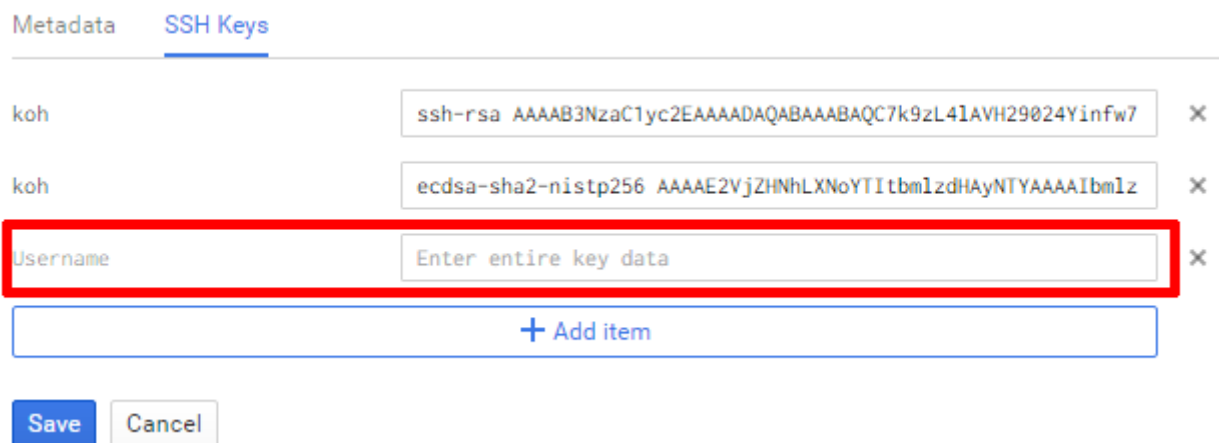 Metadata SSH Keys
koh ssh-rsa AAAAB3NzaC1yc2EAAAADAQABAAABAQC7k9zL4lAVH29024Yinfw7
koh ecdsa-sha2-nistp256 AAAAE2VjZHNhLXNoYTItbmlzdHAyNTYAAAAIbmlz
Username Enter entire key data
+ Add item
Save Cancel